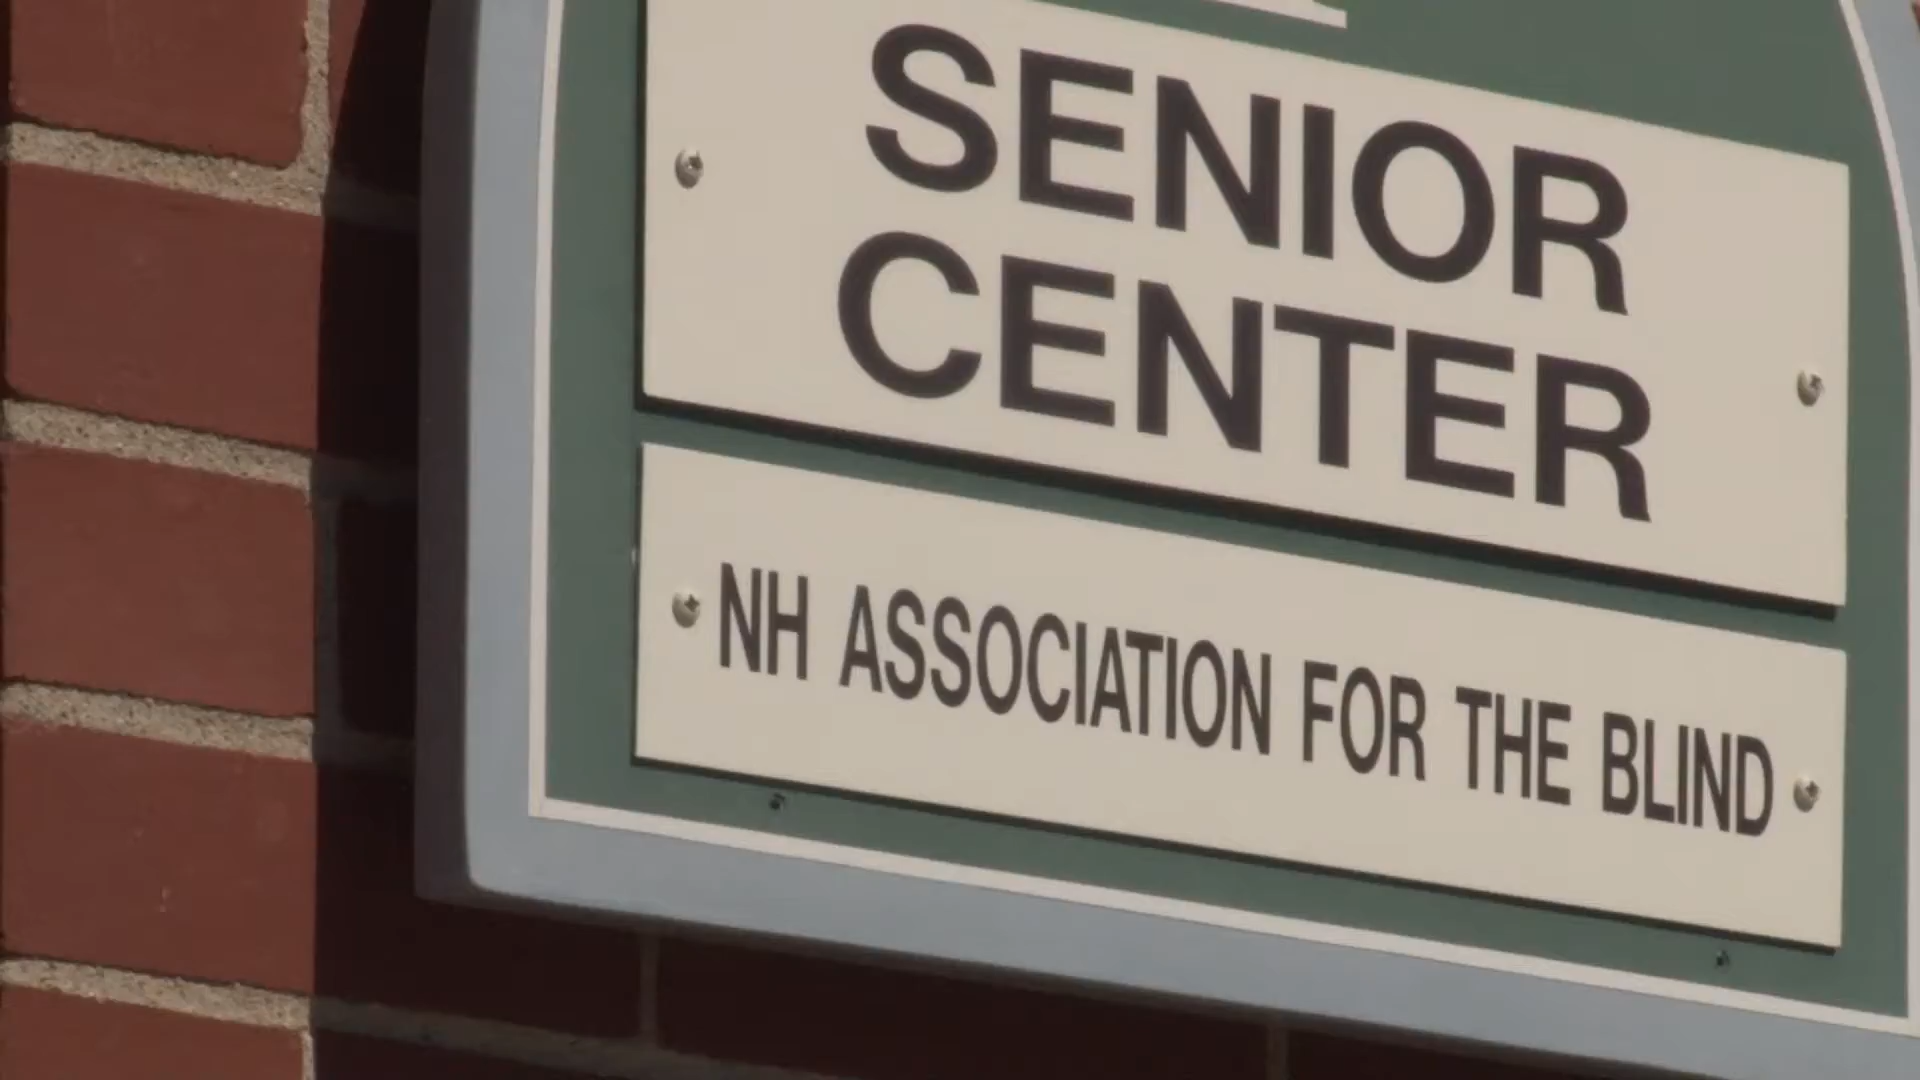 SENIOR
CENTER
NH ASSOCIATION FOR THE BLIND